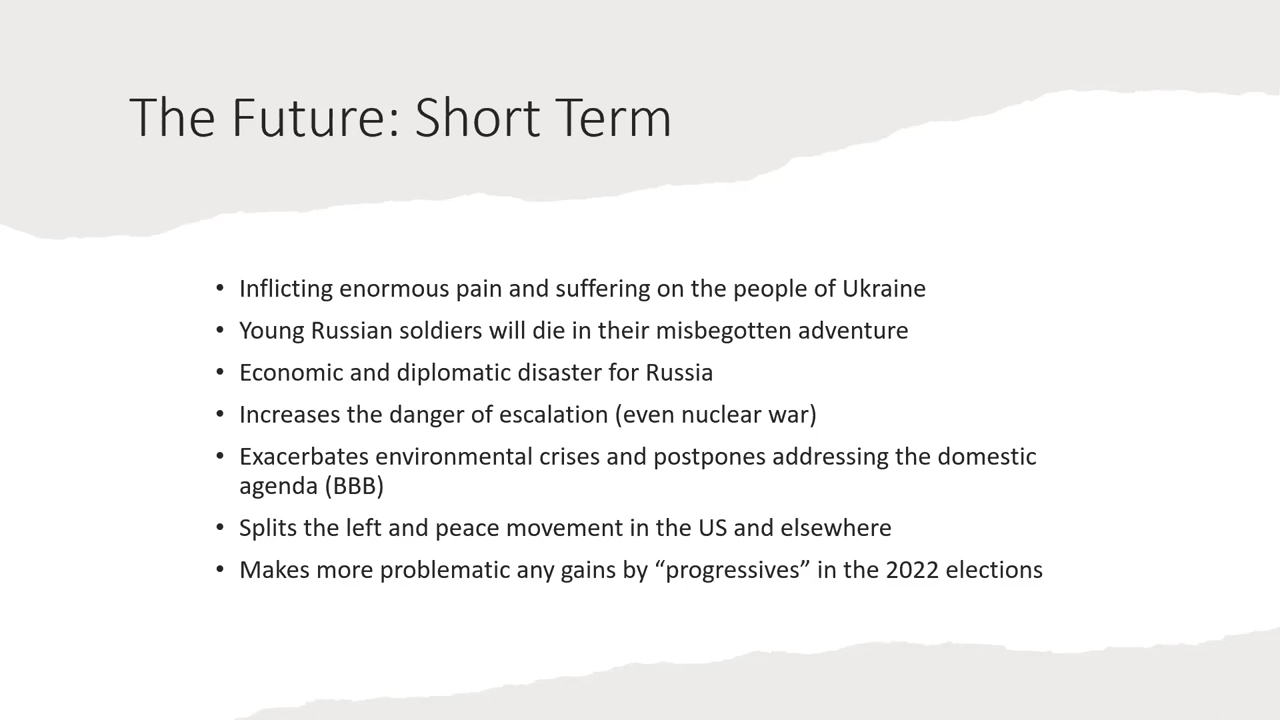 The Future: Short Term
• Inflicting enormous pain and suffering on the people of Ukraine
• Young Russian soldiers will die in their misbegotten adventure
• Economic and diplomatic disaster for Russia
• Increases the danger of escalation (even nuclear war)
• Exacerbates environmental crises and postpones addressing the domestic
agenda (BBB)
• Splits the left and peace movement in the US and elsewhere
• Makes more problematic any gains by “progressives” in the 2022 elections